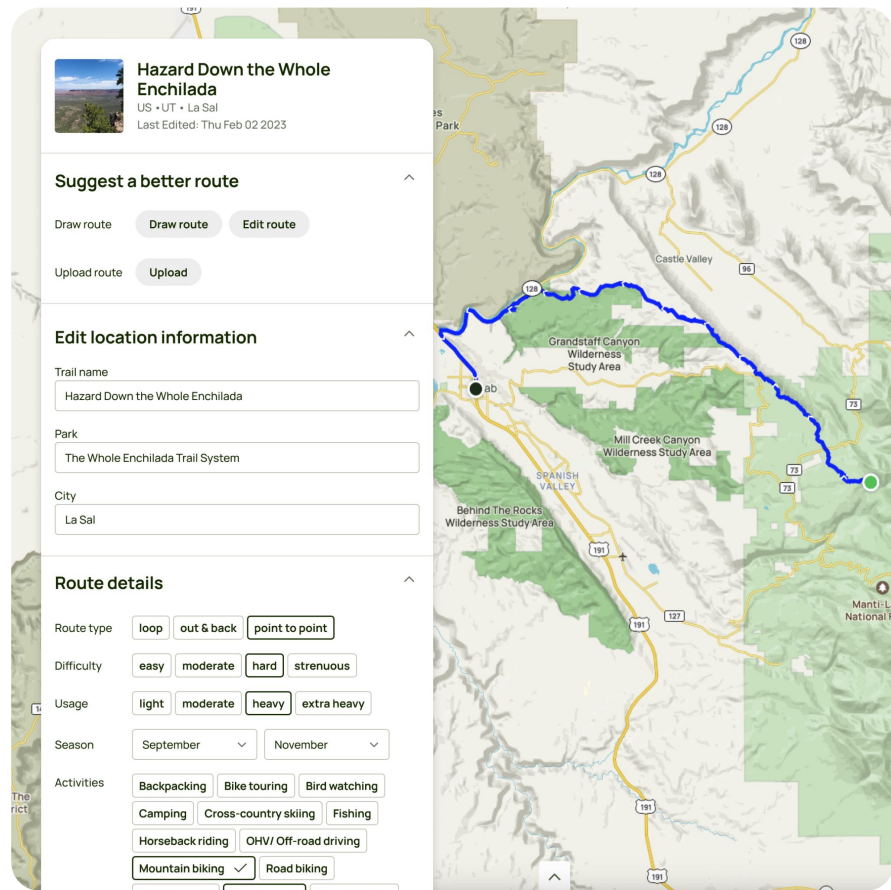 Hazard Down the Whole
Enchilada
US • UT • La Sal
Last Edited: Thu Feb 02 2023
Suggest a better route
Draw route
Draw route
Edit route
Upload route
Upload
Edit location information
Trail name
Hazard Down the Whole Enchilada
Park
The Whole Enchilada Trail System
City
La Sal
Route details
Route type
loop
out & back
point to point
Difficulty
easy
moderate
hard
strenuous
Usage
light
moderate
heavy
extra heavy
Season
September
November
Activities
Backpacking
Bike touring
Bird watching
Camping
Cross-country skiing
Fishing
Horseback riding
OHV/ Off-road driving
Mountain biking
Road biking
191
128
128
128
Park
Castle Valley
96
128
Grandstaff Canyon
Wilderness
Study Area
ab
73
Mill Creek Canyon
Wilderness Study Area
73
73
SPANISH
VALLEY
Behind The Rocks
Wilderness Study Area
191
Manti-L
National F
127
191
The
rict
191
191